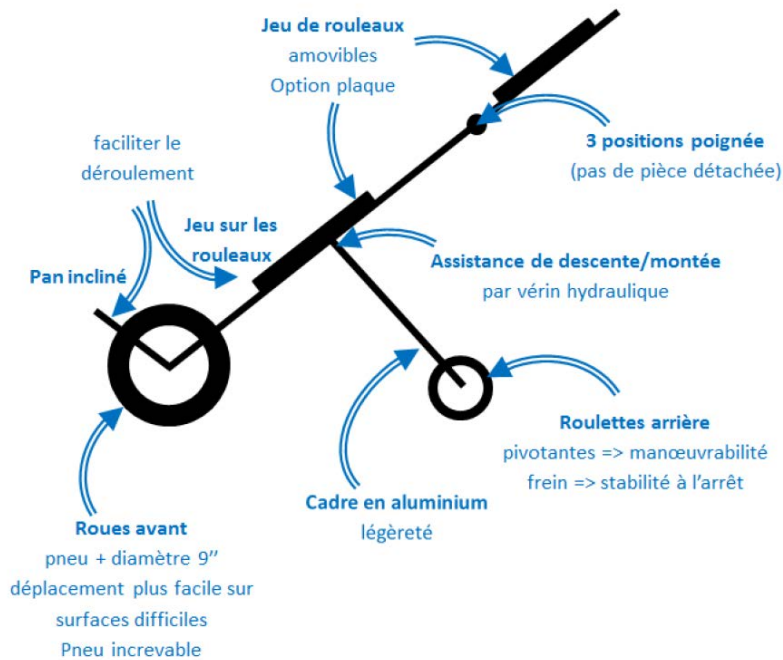 Jeu de rouleaux
amovibles
Option plaque
3 positions poignée
(pas de pièce détachée)
faciliter le
déroulement
Jeu sur les
rouleaux
Pan incliné
Assistance de descente/montée
par vérin hydraulique
Roulettes arrière
pivotantes => manœuvrabilité
frein => stabilité à l’arrêt
Cadre en aluminium
légèreté
Roues avant
pneu + diamètre 9’’
déplacement plus facile sur
surfaces difficiles
Pneu increvable